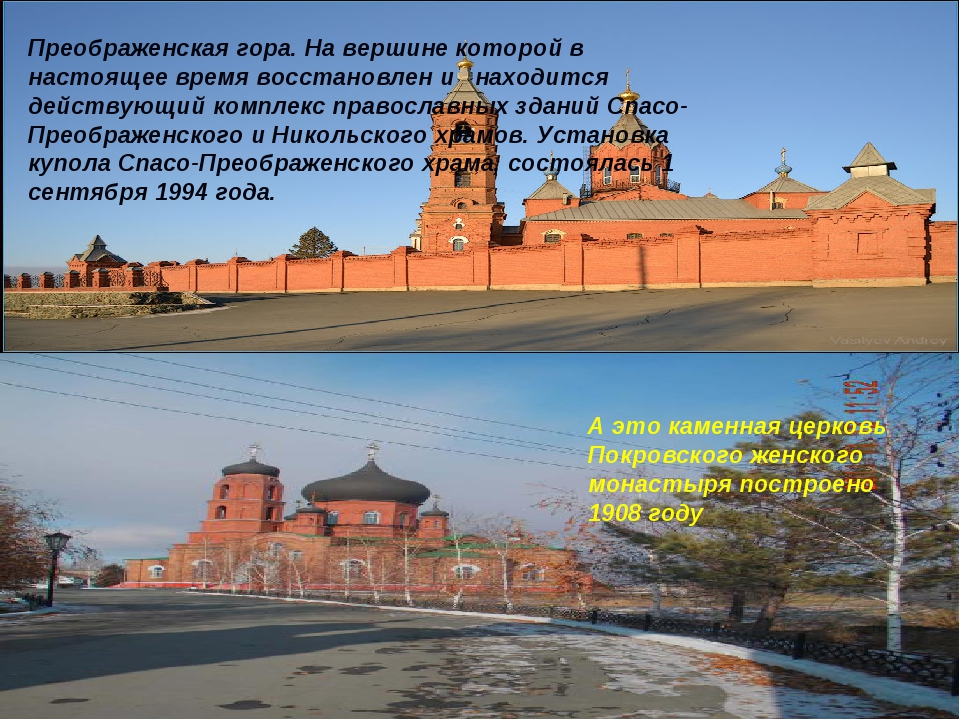 Преображенская гора. На вершине которой в
настоящее время восстановлен и находится
действующий комплекс православных зданий Спасо-
Преображенского и Никольского храмов. Установка
купола Спасо-Преображенского храма, состоялась 1
сентября 1994 года.
Vasilyev Andrey
11:52
А это каменная церковь
Покровского женского
монастыря построено
1908 году